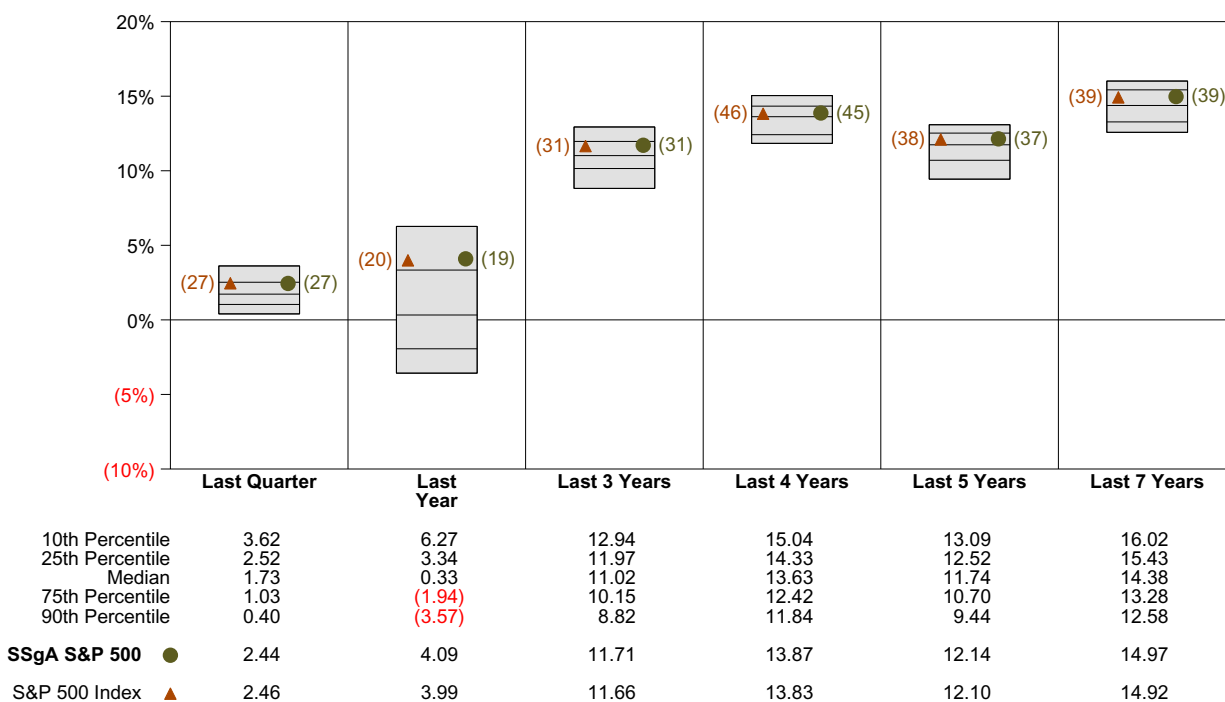 20%
15%
10%
5%
0%
(5%)
(10%)
(27) (27)
(20) (19)
(31) (31)
(46) (45)
(38) (37)
(39) (39)
Last Quarter Last Year Last 3 Years Last 4 Years Last 5 Years Last 7 Years
10th Percentile 3.62 6.27 12.94 15.04 13.09 16.02
25th Percentile 2.52 3.34 11.97 14.33 12.52 15.43
Median 1.73 0.33 11.02 13.63 11.74 14.38
75th Percentile 1.03 (1.94) 10.15 12.42 10.70 13.28
90th Percentile 0.40 (3.57) 8.82 11.84 9.44 12.58
SSgA S&P 500 2.44 4.09 11.71 13.87 12.14 14.97
S&P 500 Index 2.46 3.99 11.66 13.83 12.10 14.92